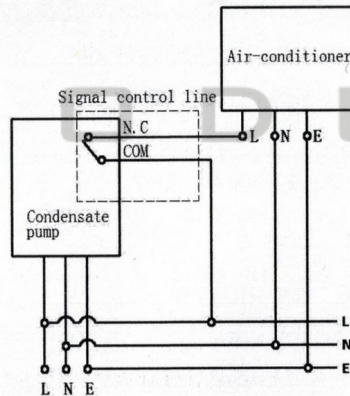 Air-conditioner
Signal control line
N.C
L N E
COM
Condensate
pump
L
N
E
L N E